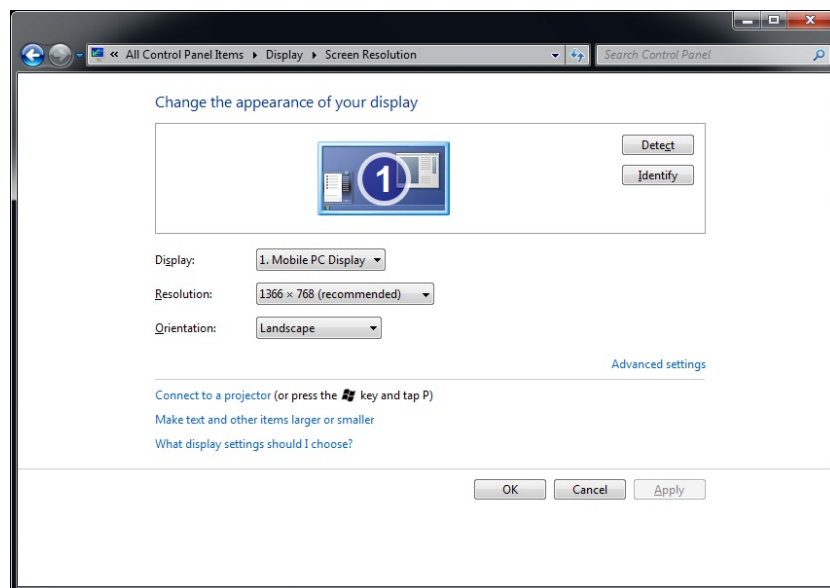 « All Control Panel Items ▸ Display ▸ Screen Resolution
Search Control Panel
Change the appearance of your display
1
Detect
Identify
Display: 1. Mobile PC Display
Resolution: 1366 × 768 (recommended)
Orientation: Landscape
Advanced settings
Connect to a projector (or press the key and tap P)
Make text and other items larger or smaller
What display settings should I choose?
OK Cancel Apply